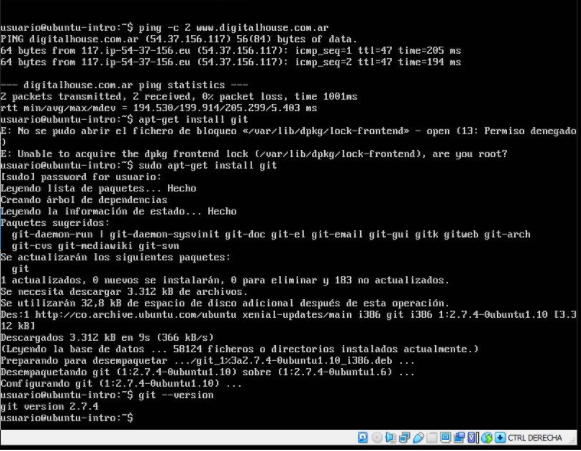 usuario@ubuntu-intro:~$ ping -c 2 www.digitalhouse.com.ar
PING digitalhouse.com.ar (54.37.156.117) 56(84) bytes of data.
64 bytes from 117.ip-54-37-156.eu (54.37.156.117): icmp_seq=1 ttl=47 time=205 ms
64 bytes from 117.ip-54-37-156.eu (54.37.156.117): icmp_seq=2 ttl=47 time=194 ms
--- digitalhouse.com.ar ping statistics ---
2 packets transmitted, 2 received, 0% packet loss, time 1001ms
rtt min/avg/max/mdev = 194.530/199.914/205.299/5.403 ms
usuario@ubuntu-intro:~$ apt-get install git
E: No se pudo abrir el fichero de bloqueo «/var/lib/dpkg/lock-frontend» - open (13: Permiso denegado
)
E: Unable to acquire the dpkg frontend lock (/var/lib/dpkg/lock-frontend), are you root?
usuario@ubuntu-intro:~$ sudo apt-get install git
[sudo] password for usuario:
Leyendo lista de paquetes... Hecho
Creando árbol de dependencias
Leyendo la información de estado... Hecho
Paquetes sugeridos:
git-daemon-run | git-daemon-sysvinit git-doc git-el git-email git-gui gitk gitweb git-arch
git-cvs git-mediawiki git-svn
Se actualizarán los siguientes paquetes:
git
1 actualizados, 0 nuevos se instalarán, 0 para eliminar y 183 no actualizados.
Se necesita descargar 3.312 kB de archivos.
Se utilizarán 32,8 kB de espacio de disco adicional después de esta operación.
Des:1 http://co.archive.ubuntu.com/ubuntu xenial-updates/main i386 git i386 1:2.7.4-0ubuntu1.10 [3.3
12 kB]
Descargados 3.312 kB en 9s (366 kB/s)
(Leyendo la base de datos ... 58124 ficheros o directorios instalados actualmente.)
Preparando para desempaquetar .../git_1%3a2.7.4-0ubuntu1.10_i386.deb ...
Desempaquetando git (1:2.7.4-0ubuntu1.10) sobre (1:2.7.4-0ubuntu1.6) ...
Configurando git (1:2.7.4-0ubuntu1.10) ...
usuario@ubuntu-intro:~$ git --version
git version 2.7.4
usuario@ubuntu-intro:~$
CTRL DERECHA